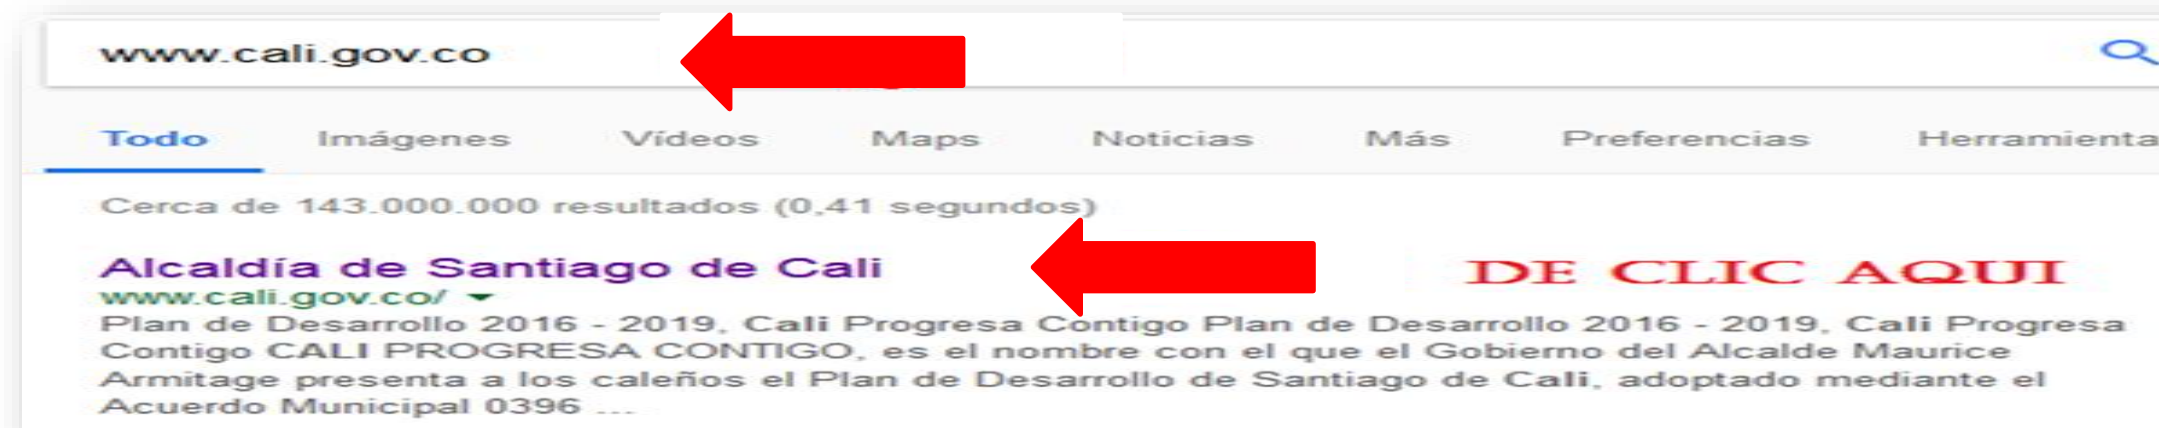 www.cali.gov.co
Todo Imágenes Vídeos Maps Noticias Más Preferencias Herramienta
Cerca de 143.000.000 resultados (0,41 segundos)
Alcaldía de Santiago de Cali DE CLIC AQUI
www.cali.gov.co/
Plan de Desarrollo 2016 - 2019, Cali Progresa Contigo Plan de Desarrollo 2016 - 2019, Cali Progresa
Contigo CALI PROGRESA CONTIGO, es el nombre con el que el Gobierno del Alcalde Maurice
Armitage presenta a los caleños el Plan de Desarrollo de Santiago de Cali, adoptado mediante el
Acuerdo Municipal 0396 ...